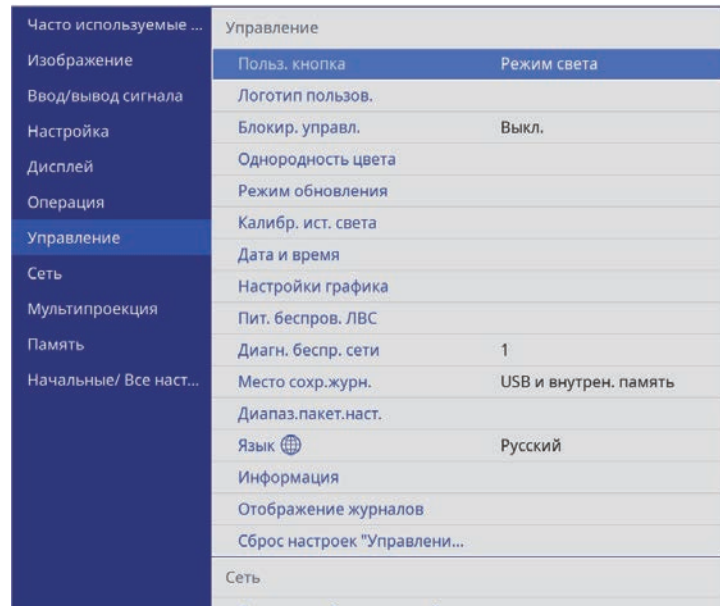 Часто используемые ...
Изображение
Ввод/вывод сигнала
Настройка
Дисплей
Операция
Управление
Сеть
Мультипроекция
Память
Начальные/ Все наст...
Управление
Польз. кнопка Режим света
Логотип пользов.
Блокир. управл. Выкл.
Однородность цвета
Режим обновления
Калибр. ист. света
Дата и время
Настройки графика
Пит. беспров. ЛВС
Диагн. беспр. сети 1
Место сохр.журн. USB и внутрен. память
Диапаз.пакет.наст.
Язык Русский
Информация
Отображение журналов
Сброс настроек "Управлени...
Сеть